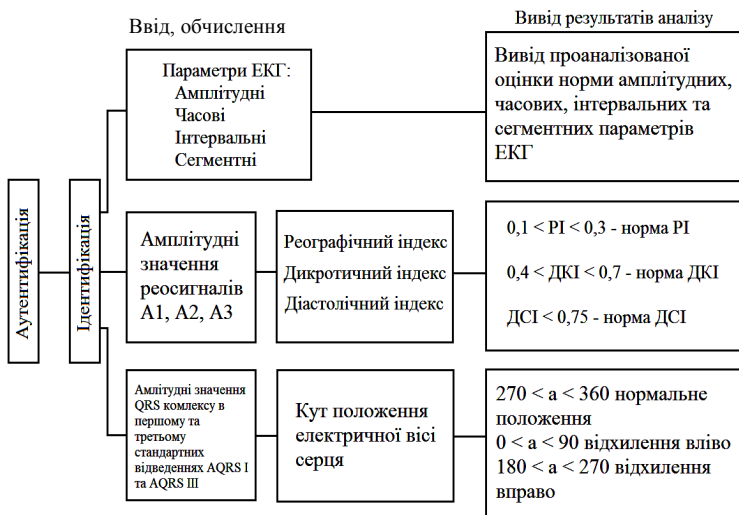 Ввід, обчислення
Вивід результатів аналізу
Аутентифікація
Ідентифікація
Параметри ЕКГ:
Амплітудні
Часові
Інтервальні
Сегментні
Вивід проаналізованої
оцінки норми амплітудних,
часових, інтервальних та
сегментних параметрів
ЕКГ
Амплітудні
значення
реосигналів
А1, А2, А3
Реографічний індекс
Дикротичний індекс
Діастолічний індекс
0,1 < РІ < 0,3 - норма РІ
0,4 < ДКІ < 0,7 - норма ДКІ
ДСІ < 0,75 - норма ДСІ
Амлітудні значення
QRS комлексу в
першому та
третьому
стандартних
відведеннях AQRS I
та AQRS III
Кут положення
електричної вісі
серця
270 < a < 360 нормальне
положення
0 < a < 90 відхилення вліво
180 < a < 270 відхилення
вправо